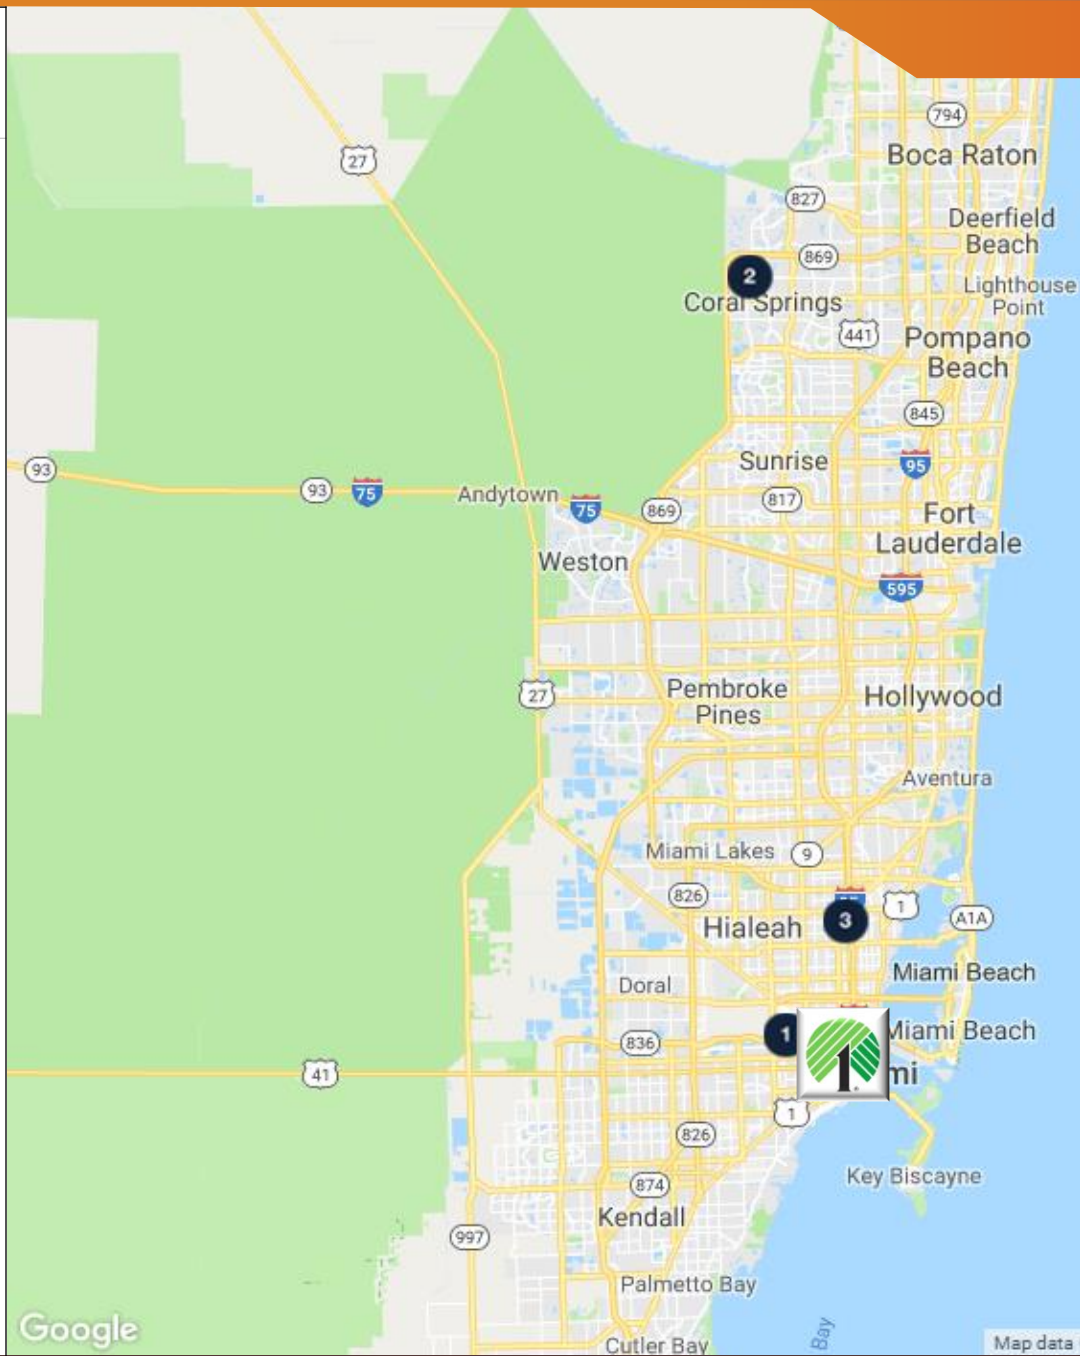 794
Boca Raton
27
827
Deerfield
Beach
869
2
Lighthouse
Point
Coral Springs
441
Pompano
Beach
845
93
Sunrise
95
93
75
Andytown
817
75
869
Fort
Lauderdale
Weston
595
27
Pembroke
Pines
Hollywood
Aventura
Miami Lakes
9
826
1
A1A
3
Hialeah
Miami Beach
Doral
1
Miami Beach
836
1
41
mi
1
826
Key Biscayne
874
Kendall
997
Palmetto Bay
Google
Cutler Bay
Bay
Map data